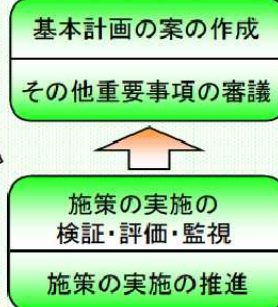 基本計画の案の作成
その他重要事項の審議
施策の実施の
検証・評価・監視
施策の実施の推進